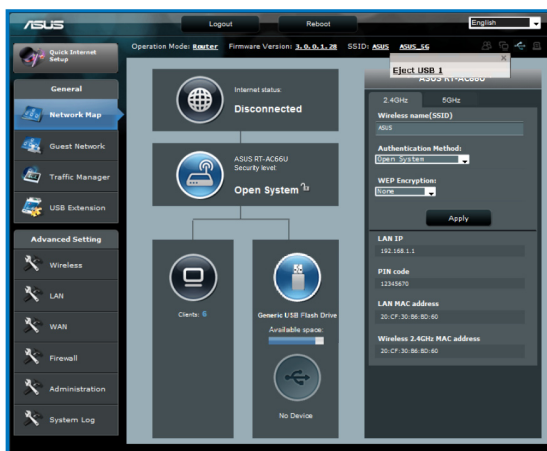 ASUS
Logout
Reboot
English
Operation Mode: Router Firmware Version: 3.0.0.1.28 SSID: ASUS ASUS_5G
Quick Internet
Setup
Eject USB 1
ASUS RT-AC66U
General
Network Map
Guest Network
Traffic Manager
USB Extension
Advanced Setting
Wireless
LAN
WAN
Firewall
Administration
System Log
Internet status:
Disconnected
ASUS RT-AC66U
Security level:
Open System
Clients: 6
Generic USB Flash Drive
Available space:
No Device
2.4GHz
5GHz
Wireless name(SSID)
ASUS
Authentication Method:
Open System
WEP Encryption:
None
Apply
LAN IP
192.168.1.1
PIN code
12345670
LAN MAC address
20:CF:30:86:BD:60
Wireless 2.4GHz MAC address
20:CF:30:86:BD:60